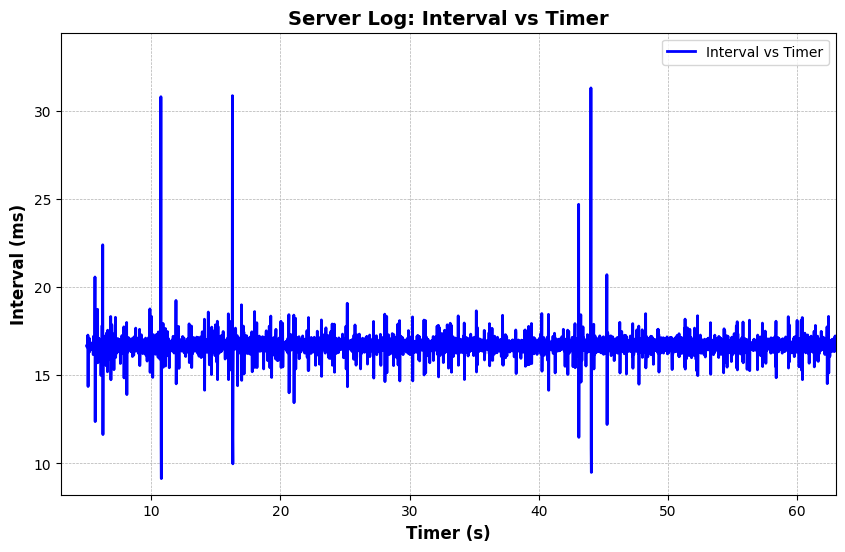 Server Log: Interval vs Timer
Interval vs Timer
Interval (ms)
30
25
20
15
10
10 20 30 40 50 60
Timer (s)